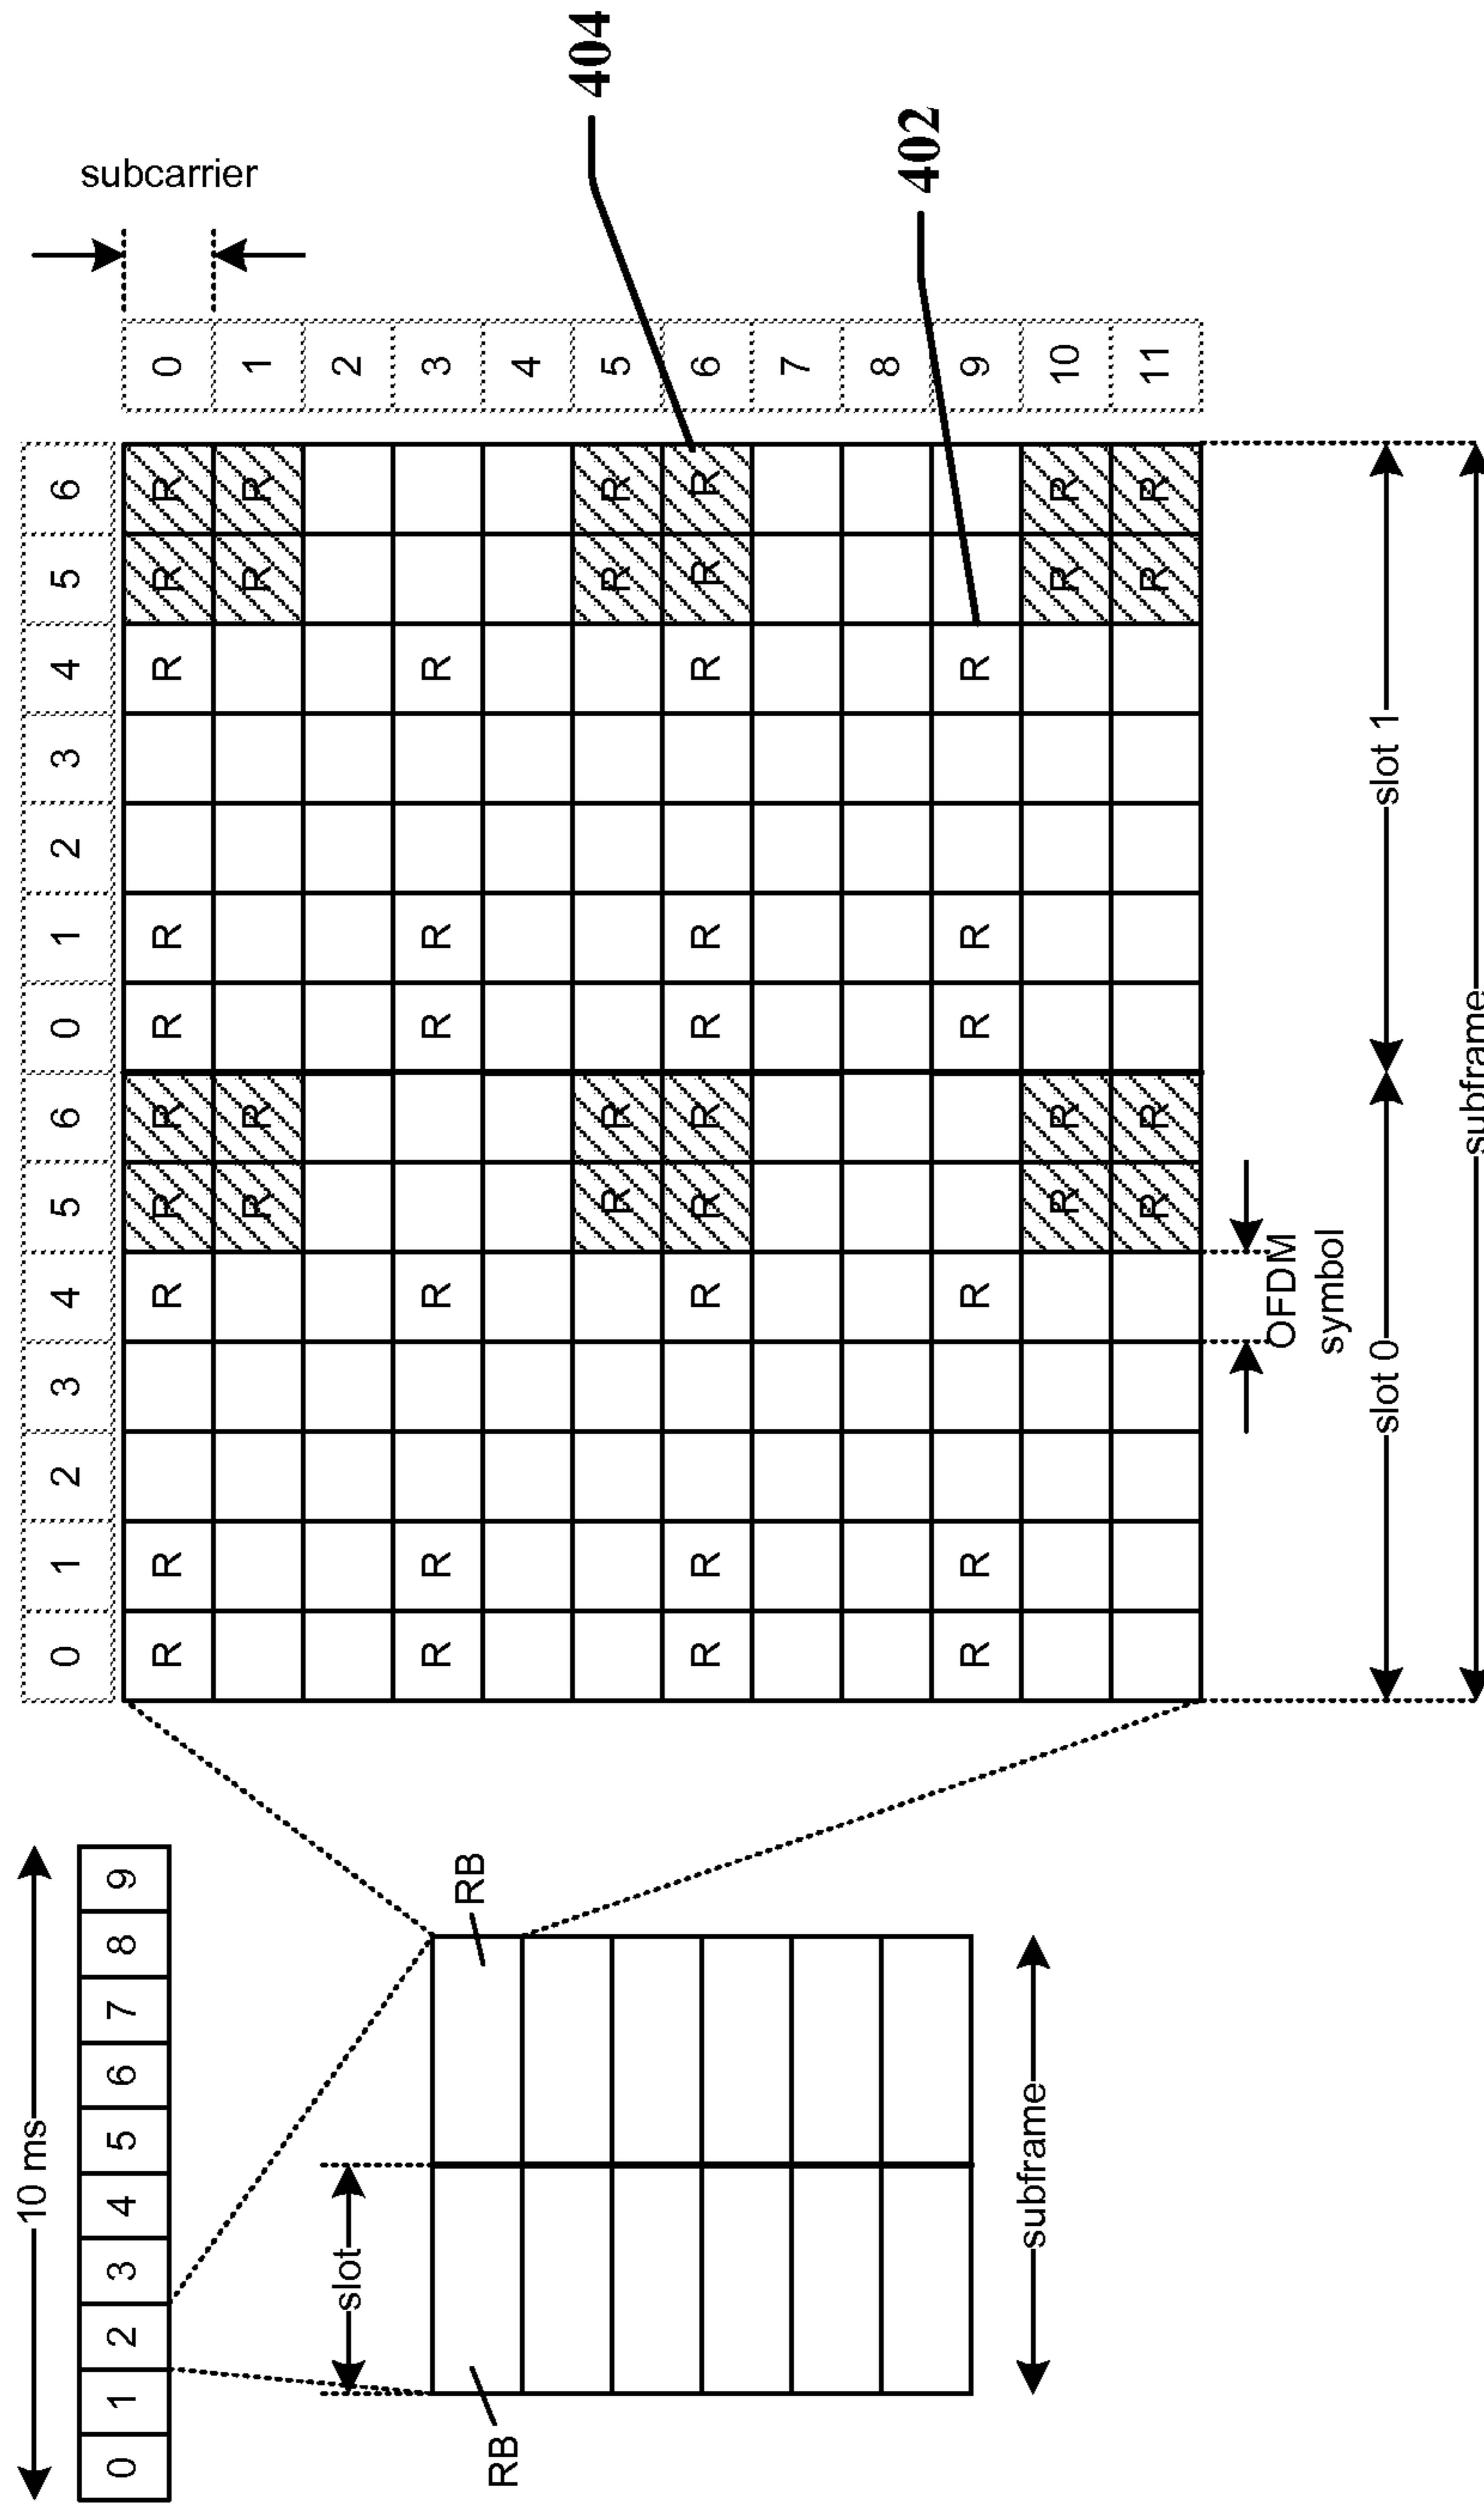 10 ms
0 1 2 3 4 5 6 7 8 9
slot
RB
RB
subframe
subcarrier
0 1 2 3 4 5 6 0 1 2 3 4 5 6
R R R R R R R R R R 0
R R R R 1
2
R R R R R R 3
4
R R R R 5
R R R R R R R R R R 6
7
8
R R R R R R 9
R R R R 10
R R R R 11
404
402
OFDM
symbol
slot 0
slot 1
subframe